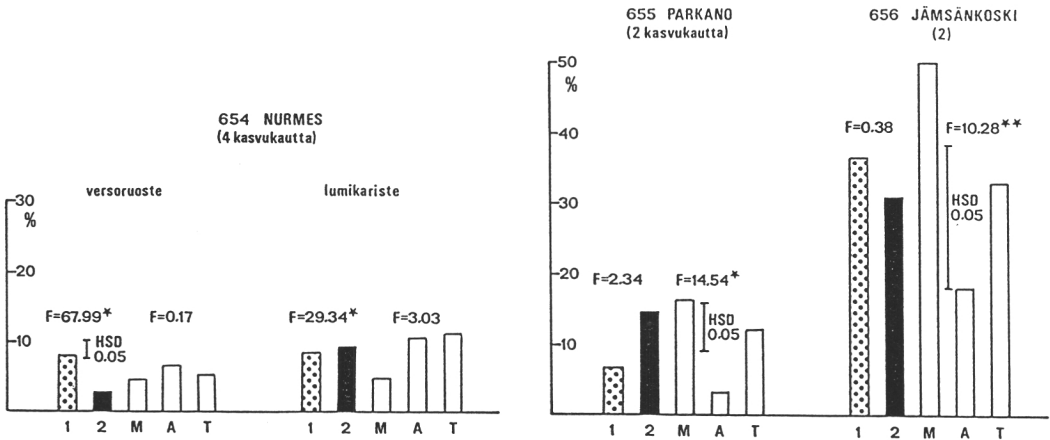 654 NURMES
(4 kasvukautta)
versoruoste
lumikariste
30
%
20
10
F=67.99*
HSD
0.05
F=0.17
F=29.34*
F=3.03
1 2 M A T
1 2 M A T
655 PARKANO
(2 kasvukautta)
656 JÄMSÄNKOSKI
(2)
50
%
40
30
20
10
F=2.34
F=14.54*
HSD
0.05
F=0.38
F=10.28**
HSD
0.05
1 2 M A T
1 2 M A T